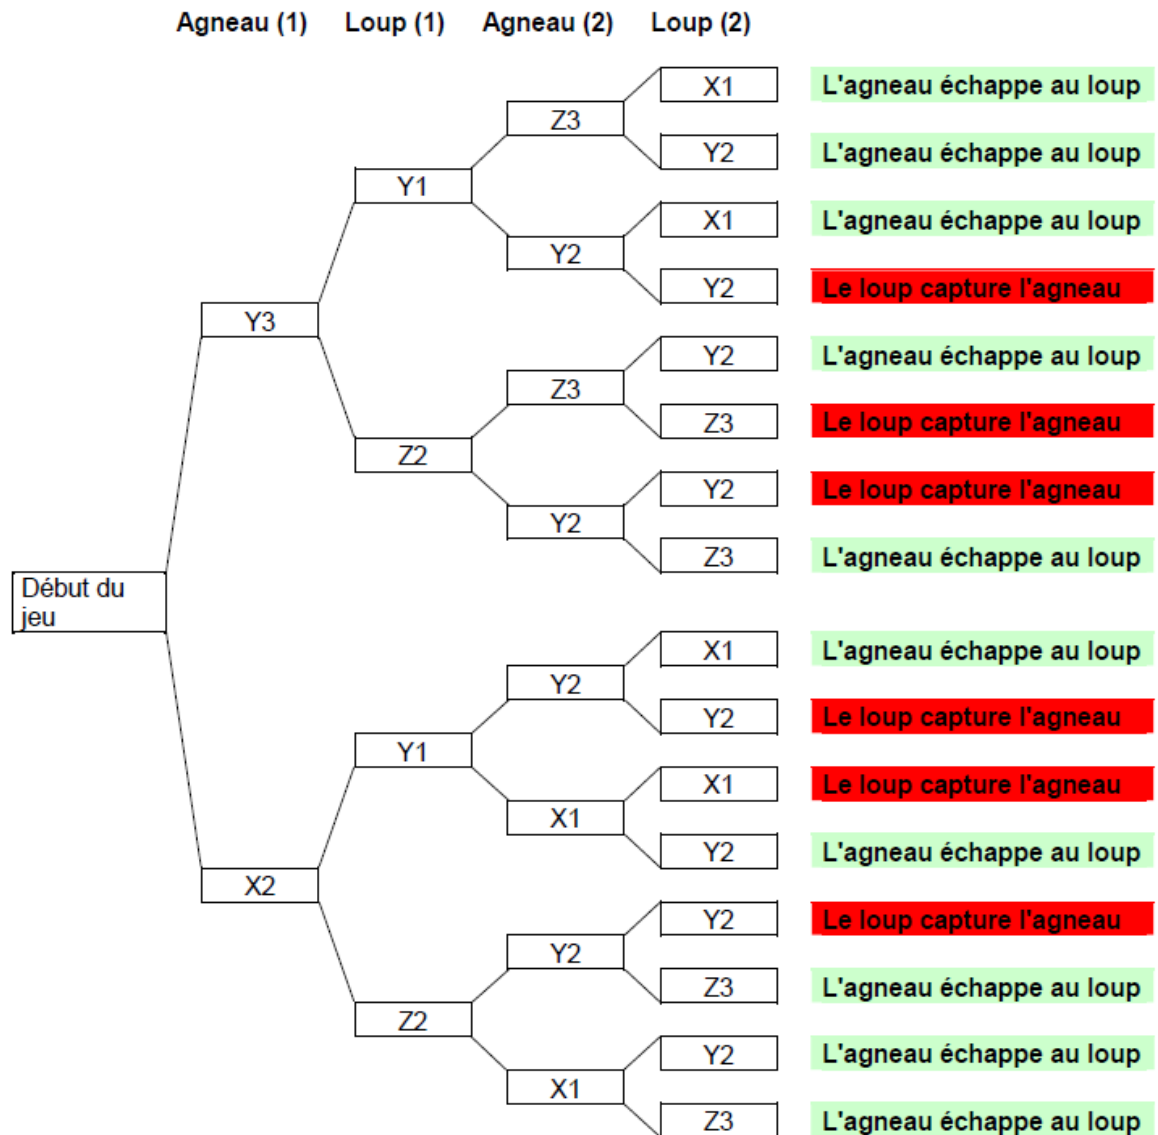 Agneau (1) Loup (1) Agneau (2) Loup (2)
X1 L'agneau échappe au loup
Z3
Y2 L'agneau échappe au loup
Y1
X1 L'agneau échappe au loup
Y2
Y2 Le loup capture l'agneau
Y3
Y2 L'agneau échappe au loup
Z3
Z3 Le loup capture l'agneau
Z2
Y2 Le loup capture l'agneau
Y2
Z3 L'agneau échappe au loup
Début du
jeu
X1 L'agneau échappe au loup
Y2
Y2 Le loup capture l'agneau
Y1
X1 Le loup capture l'agneau
X1
Y2 L'agneau échappe au loup
X2
Y2 Le loup capture l'agneau
Y2
Z3 L'agneau échappe au loup
Z2
Y2 L'agneau échappe au loup
X1
Z3 L'agneau échappe au loup